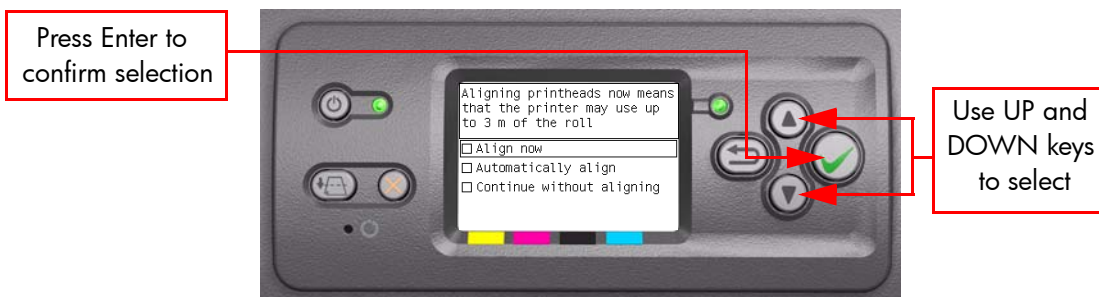 Press Enter to
confirm selection
Aligning printheads now means
that the printer may use up
to 3 m of the roll
Align now
Automatically align
Continue without aligning
Use UP and
DOWN keys
to select